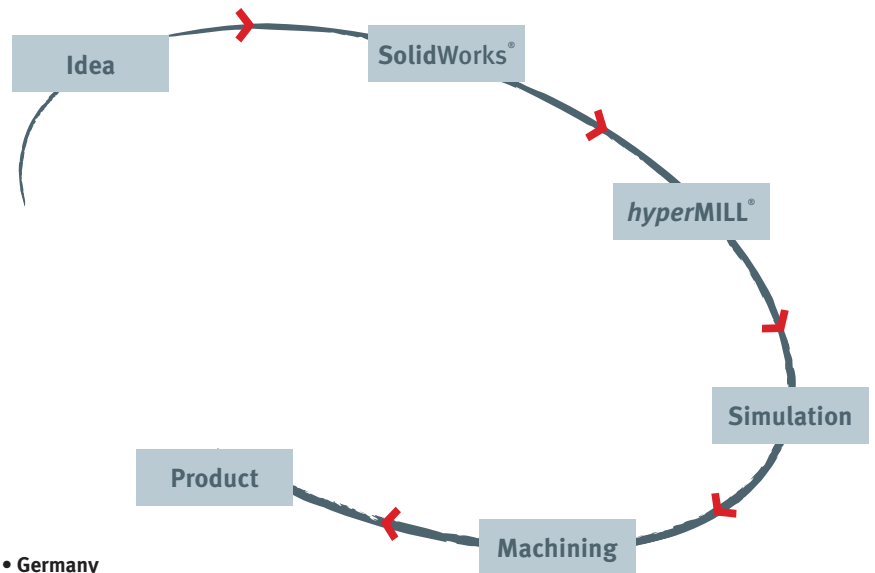 Idea
SolidWorks®
hyperMILL®
Simulation
Product
Machining
• Germany